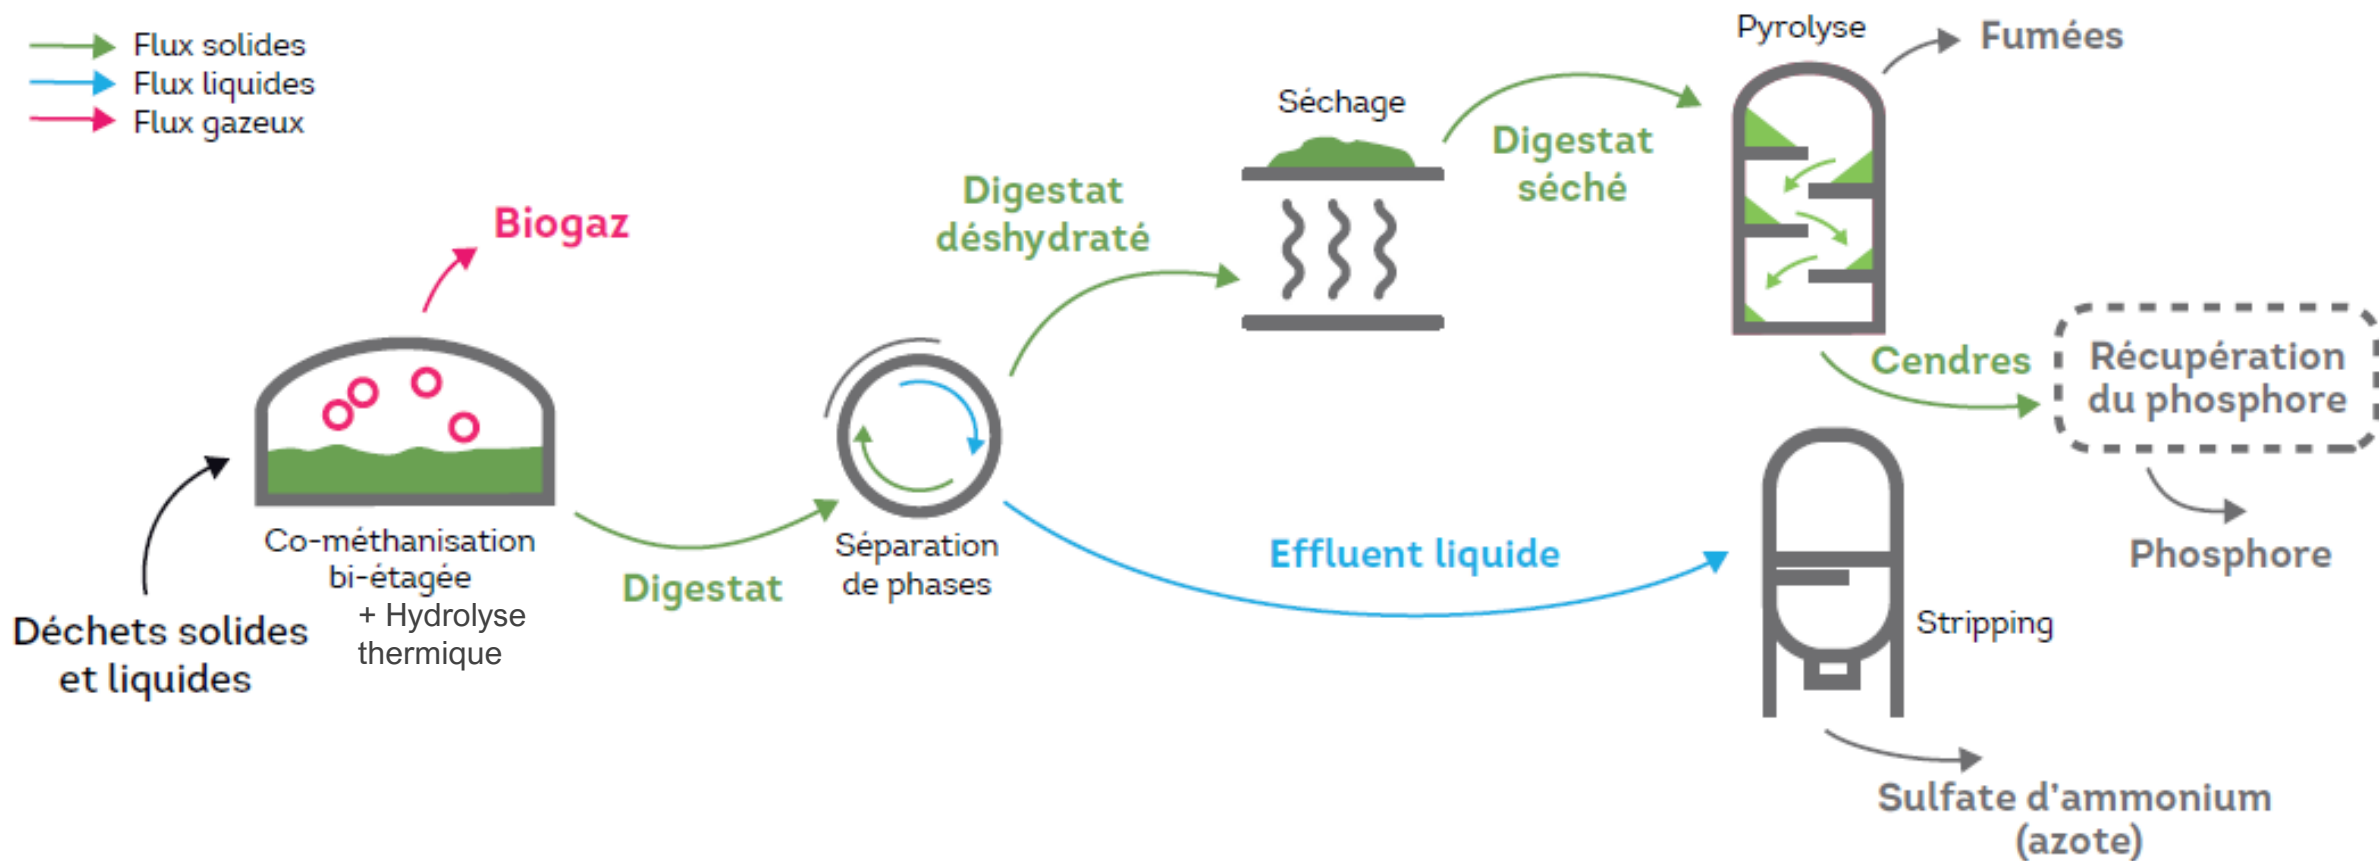 Flux solides
Flux liquides
Flux gazeux
Biogaz
Co-méthanisation
bi-étagée
+ Hydrolyse
thermique
Déchets solides
et liquides
Digestat
Séparation
de phases
Digestat
déshydraté
Séchage
Digestat
séché
Pyrolyse
Fumées
Cendres
Récupération
du phosphore
Phosphore
Effluent liquide
Stripping
Sulfate d'ammonium
(azote)